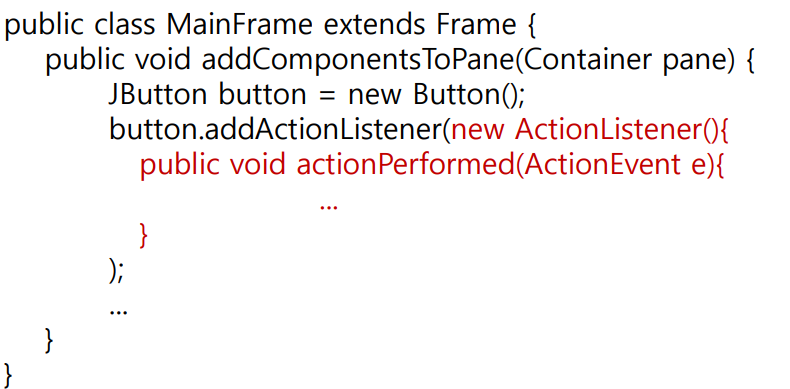 public class MainFrame extends Frame {
public void addComponentsToPane(Container pane) {
JButton button = new Button();
button.addActionListener(new ActionListener(){
public void actionPerformed(ActionEvent e){
...
}
);
...
}
}